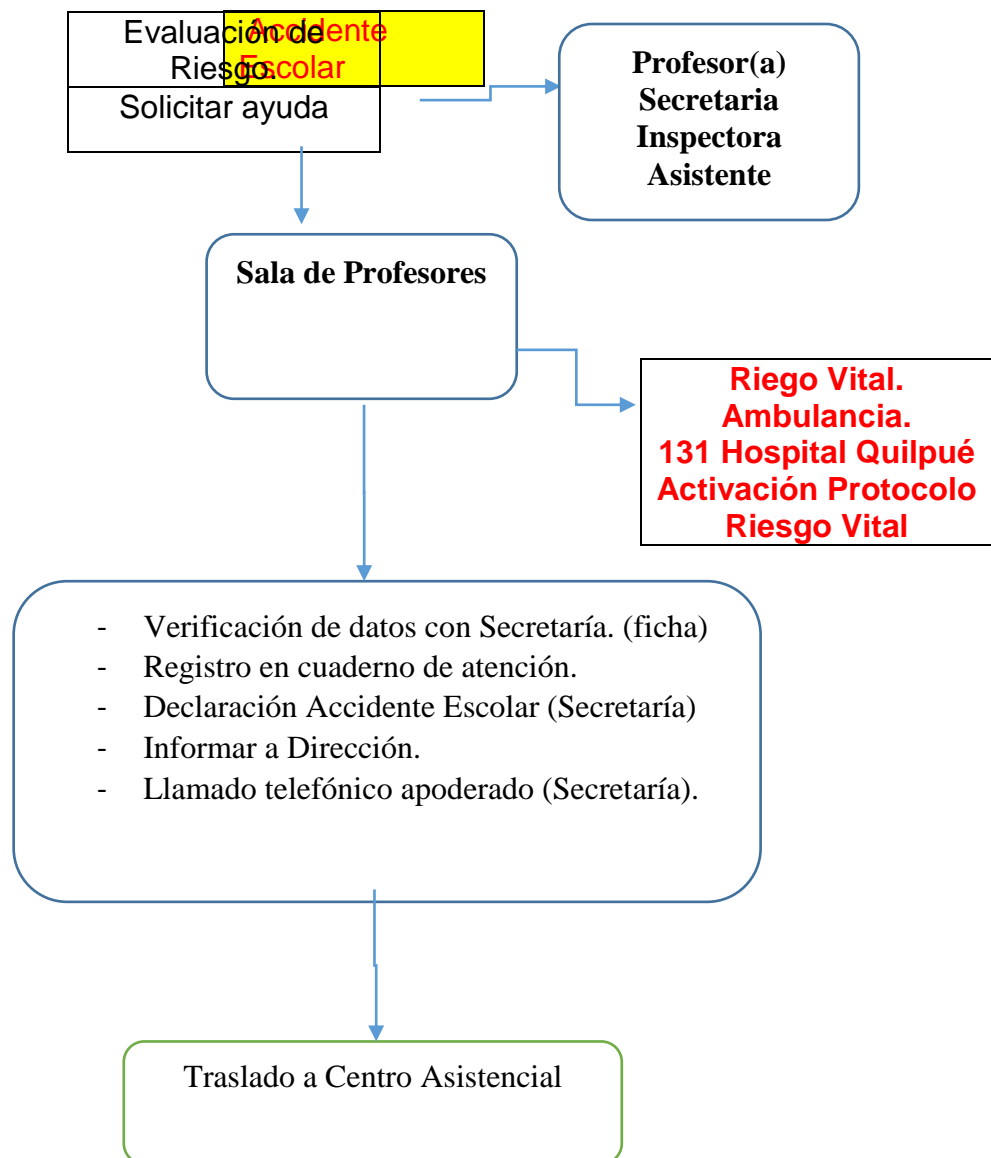 Accidente
Escolar
Evaluación de
Riesgo.
Solicitar ayuda
Profesor(a)
Secretaria
Inspectora
Asistente
Sala de Profesores
Riego Vital.
Ambulancia.
131 Hospital Quilpué
Activación Protocolo
Riesgo Vital
- Verificación de datos con Secretaría. (ficha)
- Registro en cuaderno de atención.
- Declaración Accidente Escolar (Secretaría)
- Informar a Dirección.
- Llamado telefónico apoderado (Secretaría).
Traslado a Centro Asistencial